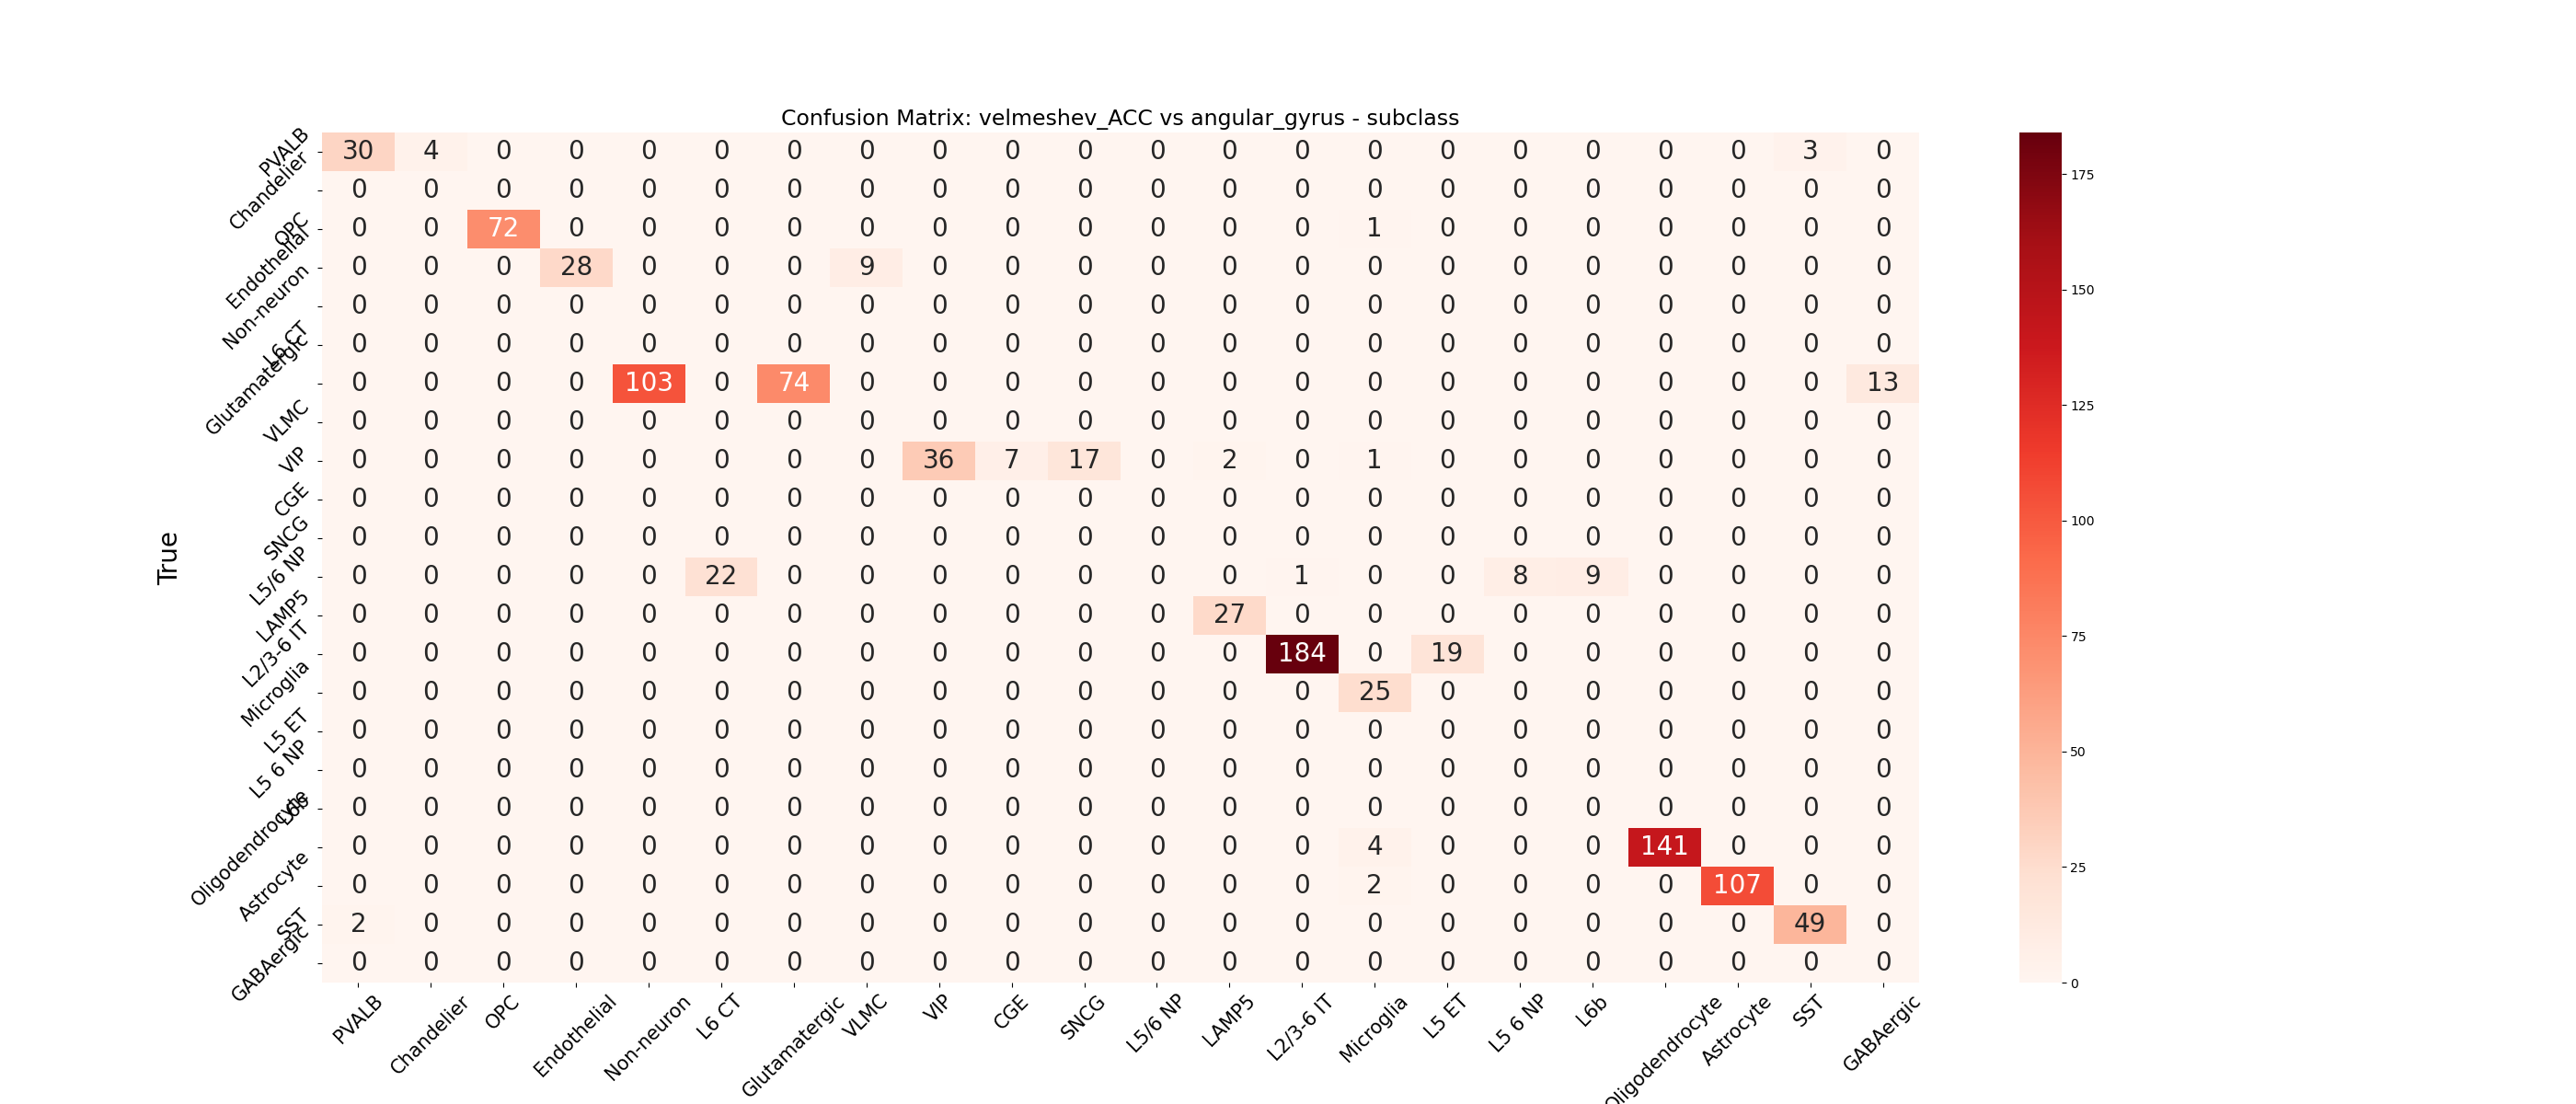 Confusion Matrix: velmeshev_ACC vs angular_gyrus - subclass
True
PVALB 30 4 0 0 0 0 0 0 0 0 0 0 0 0 0 0 0 0 0 0 3 0
Chandelier 0 0 0 0 0 0 0 0 0 0 0 0 0 0 0 0 0 0 0 0 0 0
OPC 0 0 72 0 0 0 0 0 0 0 0 0 0 0 1 0 0 0 0 0 0 0
Endothelial 0 0 0 28 0 0 0 9 0 0 0 0 0 0 0 0 0 0 0 0 0 0
Non-neuron 0 0 0 0 0 0 0 0 0 0 0 0 0 0 0 0 0 0 0 0 0 0
L6 CT 0 0 0 0 0 0 0 0 0 0 0 0 0 0 0 0 0 0 0 0 0 0
Glutamatergic 0 0 0 0 103 0 74 0 0 0 0 0 0 0 0 0 0 0 0 0 0 13
VLMC 0 0 0 0 0 0 0 0 0 0 0 0 0 0 0 0 0 0 0 0 0 0
VIP 0 0 0 0 0 0 0 0 36 7 17 0 2 0 1 0 0 0 0 0 0 0
CGE 0 0 0 0 0 0 0 0 0 0 0 0 0 0 0 0 0 0 0 0 0 0
SNCG 0 0 0 0 0 0 0 0 0 0 0 0 0 0 0 0 0 0 0 0 0 0
L5/6 NP 0 0 0 0 0 22 0 0 0 0 0 0 0 1 0 0 8 9 0 0 0 0
LAMP5 0 0 0 0 0 0 0 0 0 0 0 0 27 0 0 0 0 0 0 0 0 0
L2/3-6 IT 0 0 0 0 0 0 0 0 0 0 0 0 0 184 0 19 0 0 0 0 0 0
Microglia 0 0 0 0 0 0 0 0 0 0 0 0 0 0 25 0 0 0 0 0 0 0
L5 ET 0 0 0 0 0 0 0 0 0 0 0 0 0 0 0 0 0 0 0 0 0 0
L5 6 NP 0 0 0 0 0 0 0 0 0 0 0 0 0 0 0 0 0 0 0 0 0 0
L6b 0 0 0 0 0 0 0 0 0 0 0 0 0 0 0 0 0 0 0 0 0 0
Oligodendrocyte 0 0 0 0 0 0 0 0 0 0 0 0 0 0 4 0 0 0 141 0 0 0
Astrocyte 0 0 0 0 0 0 0 0 0 0 0 0 0 0 2 0 0 0 0 107 0 0
SST 2 0 0 0 0 0 0 0 0 0 0 0 0 0 0 0 0 0 0 0 49 0
GABAergic 0 0 0 0 0 0 0 0 0 0 0 0 0 0 0 0 0 0 0 0 0 0
PVALB Chandelier OPC Endothelial Non-neuron L6 CT Glutamatergic VLMC VIP CGE SNCG L5/6 NP LAMP5 L2/3-6 IT Microglia L5 ET L5 6 NP L6b Oligodendrocyte Astrocyte SST GABAergic
175
150
125
100
75
50
25
0